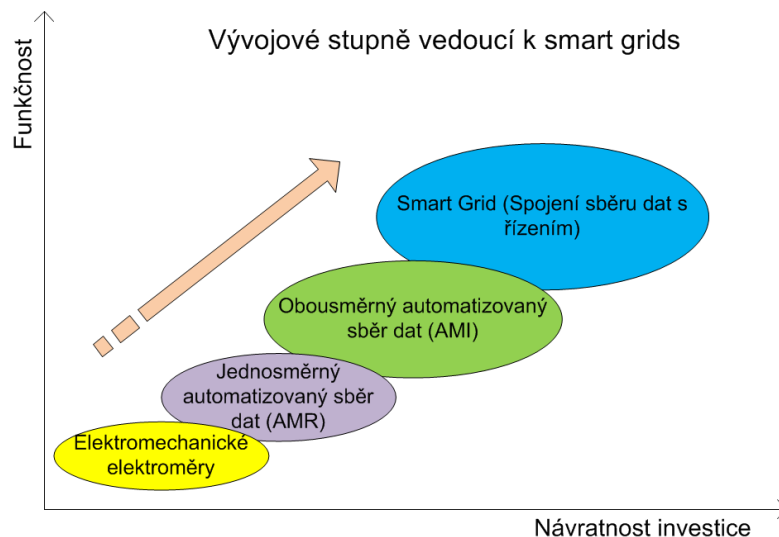 Vývojové stupně vedoucí k smart grids
Funkčnost
Smart Grid (Spojení sběru dat s
řízením)
Obousměrný automatizovaný
sběr dat (AMI)
Jednosměrný
automatizovaný sběr
dat (AMR)
Elektromechanické
elektroměry
Návratnost investice